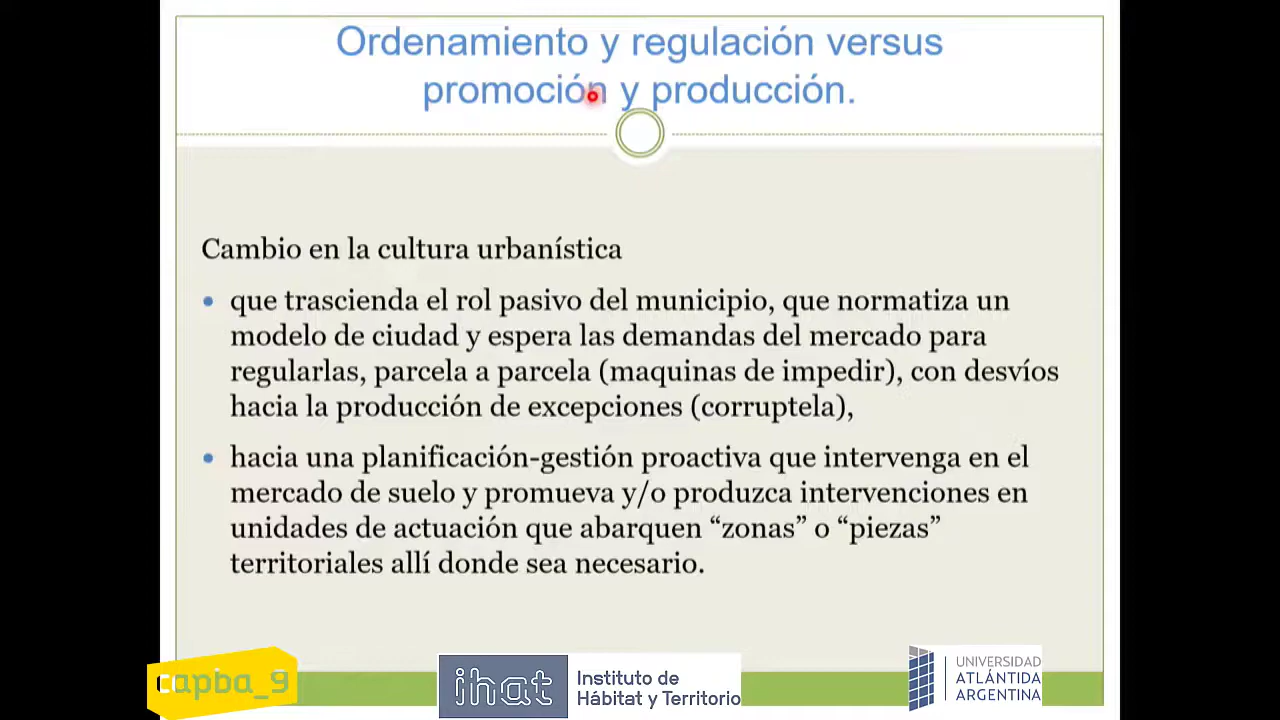 Ordenamiento y regulación versus
promoción y producción.
Cambio en la cultura urbanística
que trascienda el rol pasivo del municipio, que normatiza un
modelo de ciudad y espera las demandas del mercado para
regularlas, parcela a parcela (maquinas de impedir), con desvíos
hacia la producción de excepciones (corruptela),
hacia una planificación-gestión proactiva que intervenga en el
mercado de suelo y promueva y/o produzca intervenciones en
unidades de actuación que abarquen “zonas” o “piezas”
territoriales allí donde sea necesario.
capba_9
ihat
Instituto de
Hábitat y Territorio
UNIVERSIDAD
ATLÁNTIDA
ARGENTINA